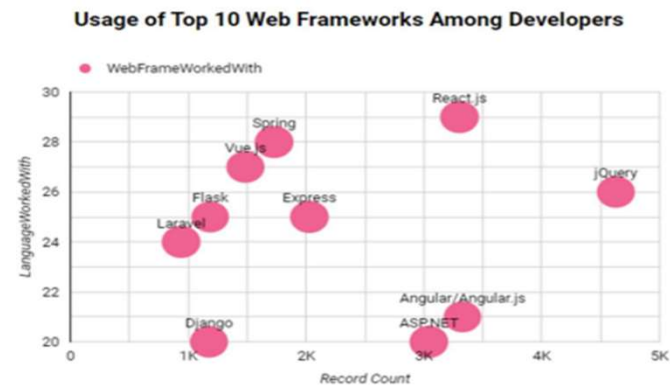 Usage of Top 10 Web Frameworks Among Developers
WebFrameWorkedWith
LanguageWorkedWith
30
28
26
24
22
20
React.js
Spring
Vue.js
jQuery
Flask
Express
Laravel
Angular/Angular.js
Django
ASP.NET
0
1K
2K
3K
4K
5K
Record Count